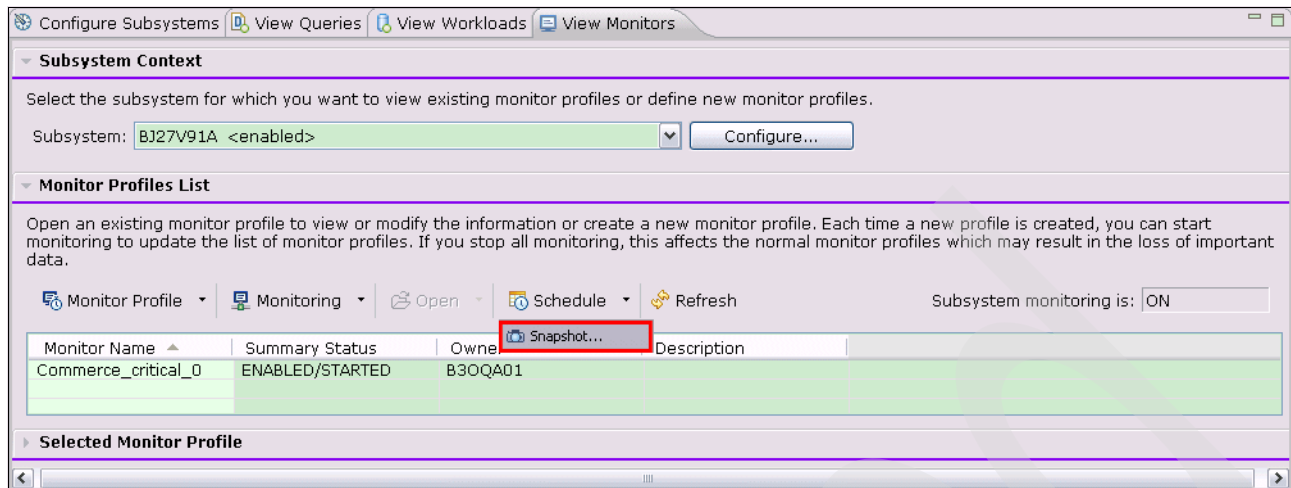 Configure Subsystems View Queries View Workloads View Monitors
Subsystem Context
Select the subsystem for which you want to view existing monitor profiles or define new monitor profiles.
Subsystem: BJ27V91A <enabled> Configure...
Monitor Profiles List
Open an existing monitor profile to view or modify the information or create a new monitor profile. Each time a new profile is created, you can start
monitoring to update the list of monitor profiles. If you stop all monitoring, this affects the normal monitor profiles which may result in the loss of important
data.
Monitor Profile Monitoring Open Schedule Refresh Subsystem monitoring is: ON
Snapshot...
Monitor Name Summary Status Owner Description
Commerce_critical_0 ENABLED/STARTED B3OQA01
Selected Monitor Profile